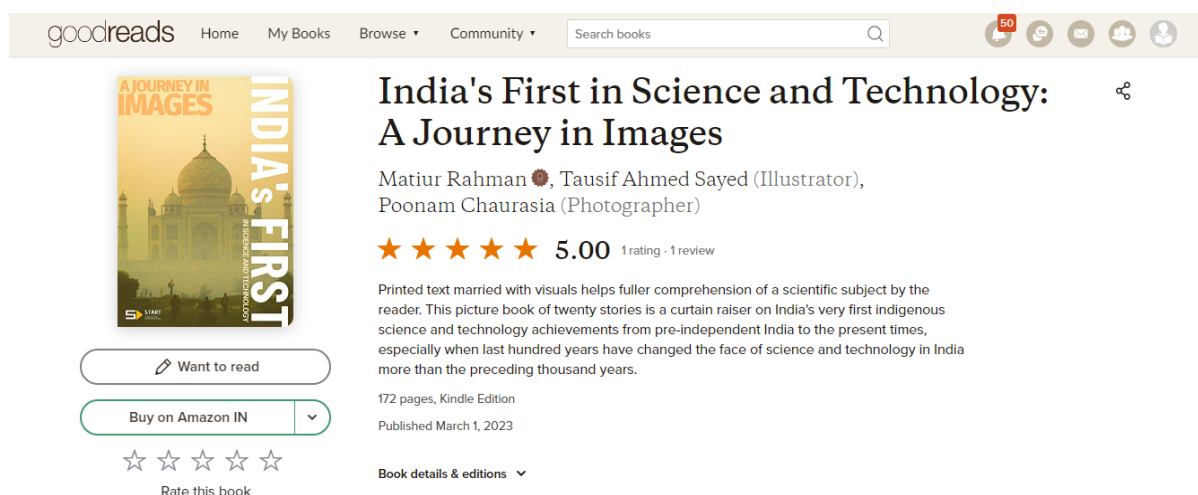 goodreads Home My Books Browse ▾ Community ▾ Search books 50
A JOURNEY IN
IMAGES
INDIA's FIRST
IN SCIENCE AND TECHNOLOGY
START
India's First in Science and Technology:
A Journey in Images
Matiur Rahman, Tausif Ahmed Sayed (Illustrator),
Poonam Chaurasia (Photographer)
5.00 1 rating · 1 review
Printed text married with visuals helps fuller comprehension of a scientific subject by the
reader. This picture book of twenty stories is a curtain raiser on India's very first indigenous
science and technology achievements from pre-independent India to the present times,
especially when last hundred years have changed the face of science and technology in India
more than the preceding thousand years.
172 pages, Kindle Edition
Published March 1, 2023
Book details & editions
Want to read
Buy on Amazon IN
Rate this book